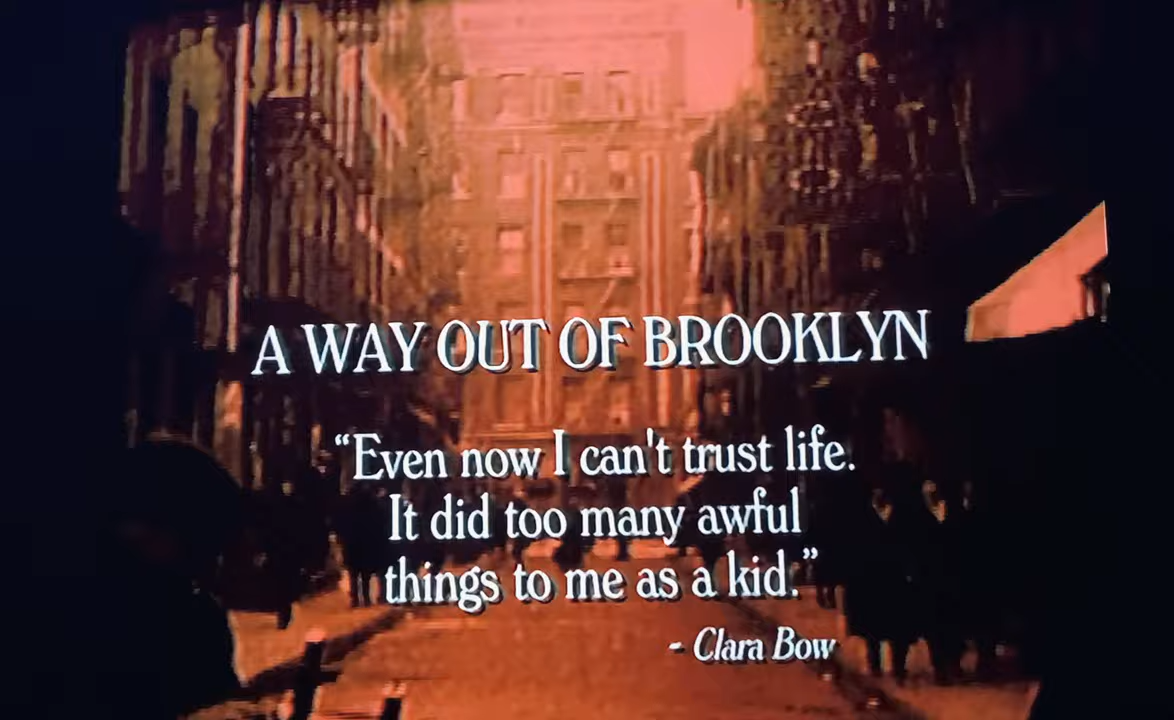 A WAY OUT OF BROOKLYN
“Even now I can't trust life.
It did too many awful
things to me as a kid.”
- Clara Bow